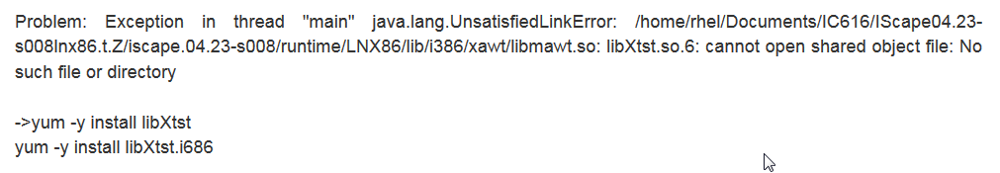 Problem: Exception in thread "main" java.lang.UnsatisfiedLinkError: /home/rhel/Documents/IC616/IScape04.23-
s008lnx86.t.Z/iscape.04.23-s008/runtime/LNX86/lib/i386/xawt/libmawt.so: libXtst.so.6: cannot open shared object file: No
such file or directory
->yum -y install libXtst
yum -y install libXtst.i686